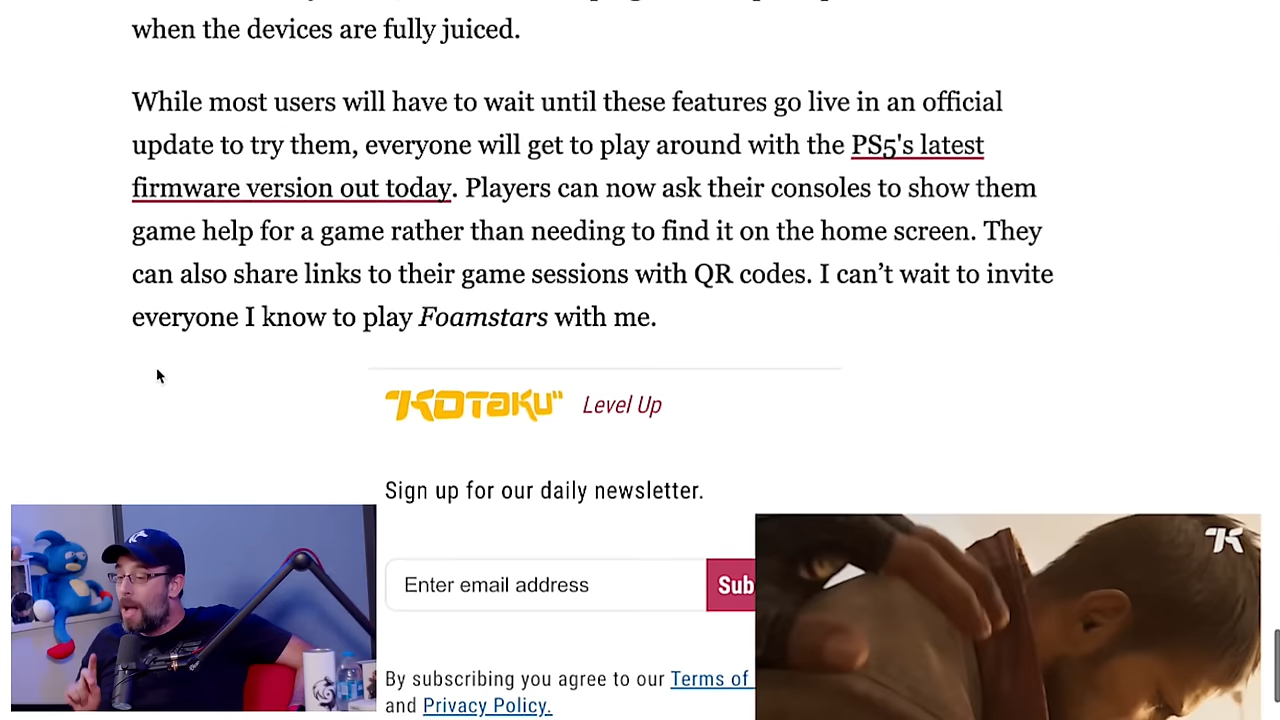 when the devices are fully juiced.
While most users will have to wait until these features go live in an official
update to try them, everyone will get to play around with the PS5's latest
firmware version out today. Players can now ask their consoles to show them
game help for a game rather than needing to find it on the home screen. They
can also share links to their game sessions with QR codes. I can’t wait to invite
everyone I know to play Foamstars with me.
"KOTAKU" Level Up
Sign up for our daily newsletter.
Enter email address
Sub
By subscribing you agree to our Terms of
and Privacy Policy.